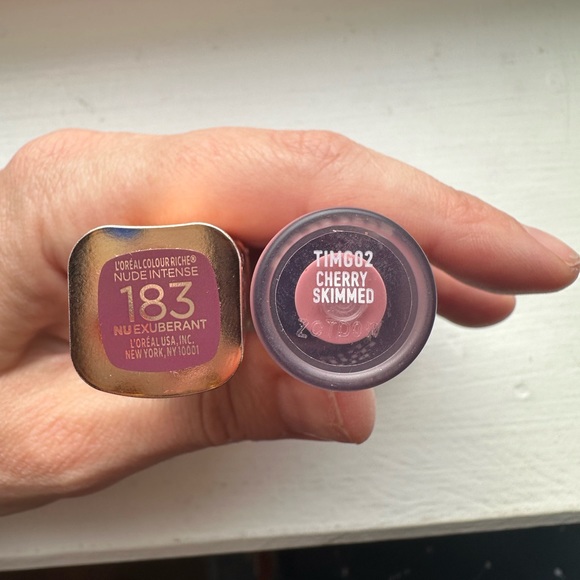 L'ORÉAL COLOUR RICHE®
NUDE INTENSE
183
NU EXUBERANT
L'ORÉAL USA, INC.
NEW YORK, NY 10001
TIMG02
CHERRY
SKIMMED